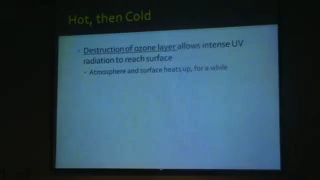 Hot, then Cold
Destruction of ozone layer allows intense UV
radiation to reach surface
Atmosphere and surface heats up, for a while